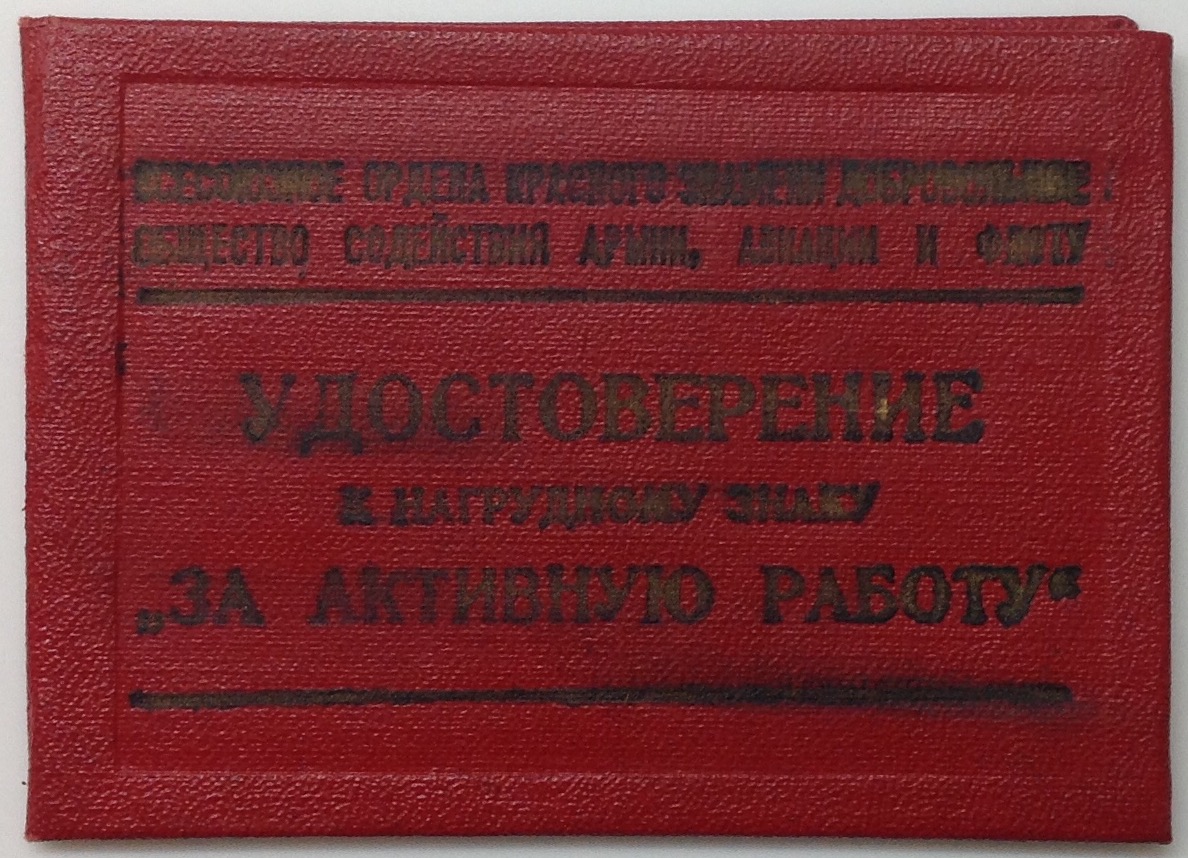 ВСЕСОЮЗНОЕ ОРДЕНА КРАСНОГО ЗНАМЕНИ ДОБРОВОЛЬНОЕ
ОБЩЕСТВО СОДЕЙСТВИЯ АРМИИ, АВИАЦИИ И ФЛОТУ
УДОСТОВЕРЕНИЕ
К НАГРУДНОМУ ЗНАКУ
„ЗА АКТИВНУЮ РАБОТУ“